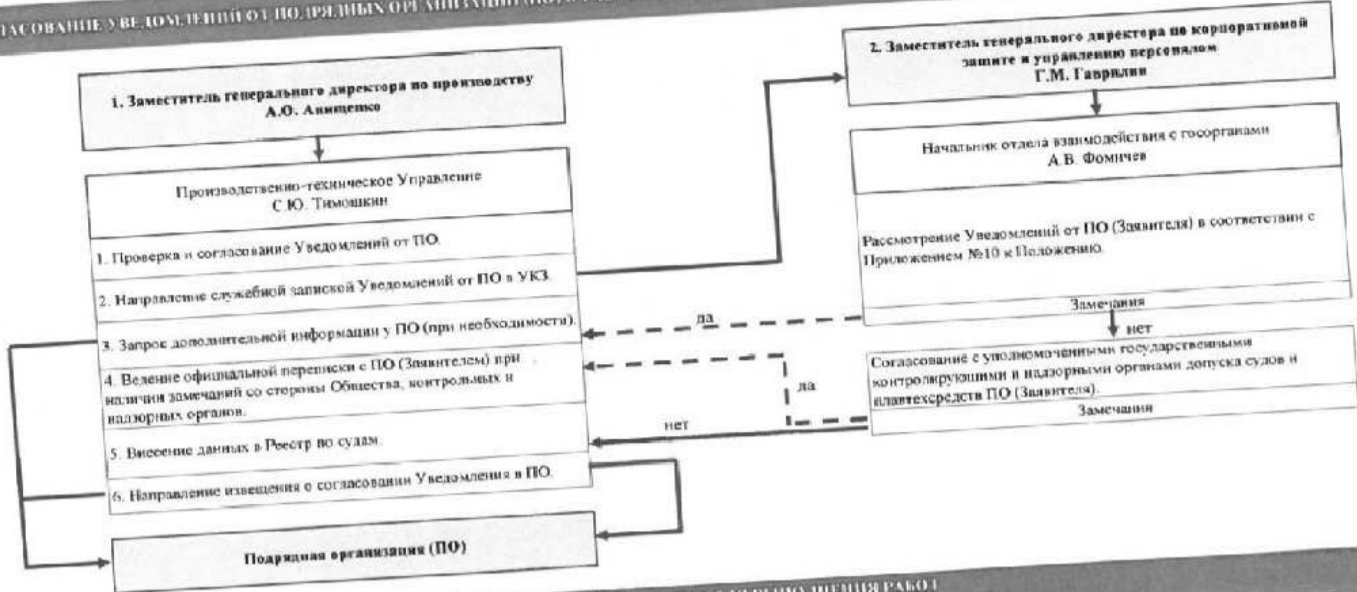 УВЕДОМЛЕНИЙ ОТ ПОДРЯДНЫХ
1. Заместитель генерального директора по производству
А.О. Анищенко
Производственно-техническое Управление
С.Ю. Тимошкин
1. Проверка и согласование Уведомлений от ПО.
2. Направление служебной запиской Уведомлений от ПО в УКЗ.
3. Запрос дополнительной информации у ПО (при необходимости).
4. Ведение официальной переписки с ПО (Заявителем) при
наличии замечаний со стороны Общества, контрольных и
надзорных органов.
5. Внесение данных в Реестр по судам.
6. Направление извещения о согласовании Уведомления в ПО.
Подрядная организация (ПО)
2. Заместитель генерального директора по корпоративной
защите и управлению персоналом
Г.М. Гаврилин
Начальник отдела взаимодействия с госорганами
А.В. Фомичев
Рассмотрение Уведомлений от ПО (Заявителя) в соответствии с
Приложением №10 к Положению.
Замечания
да
нет
Согласование с уполномоченными государственными
контролирующими и надзорными органами допуска судов и
плавтехсредств ПО (Заявителя).
Замечания
да
нет
РАБОТ